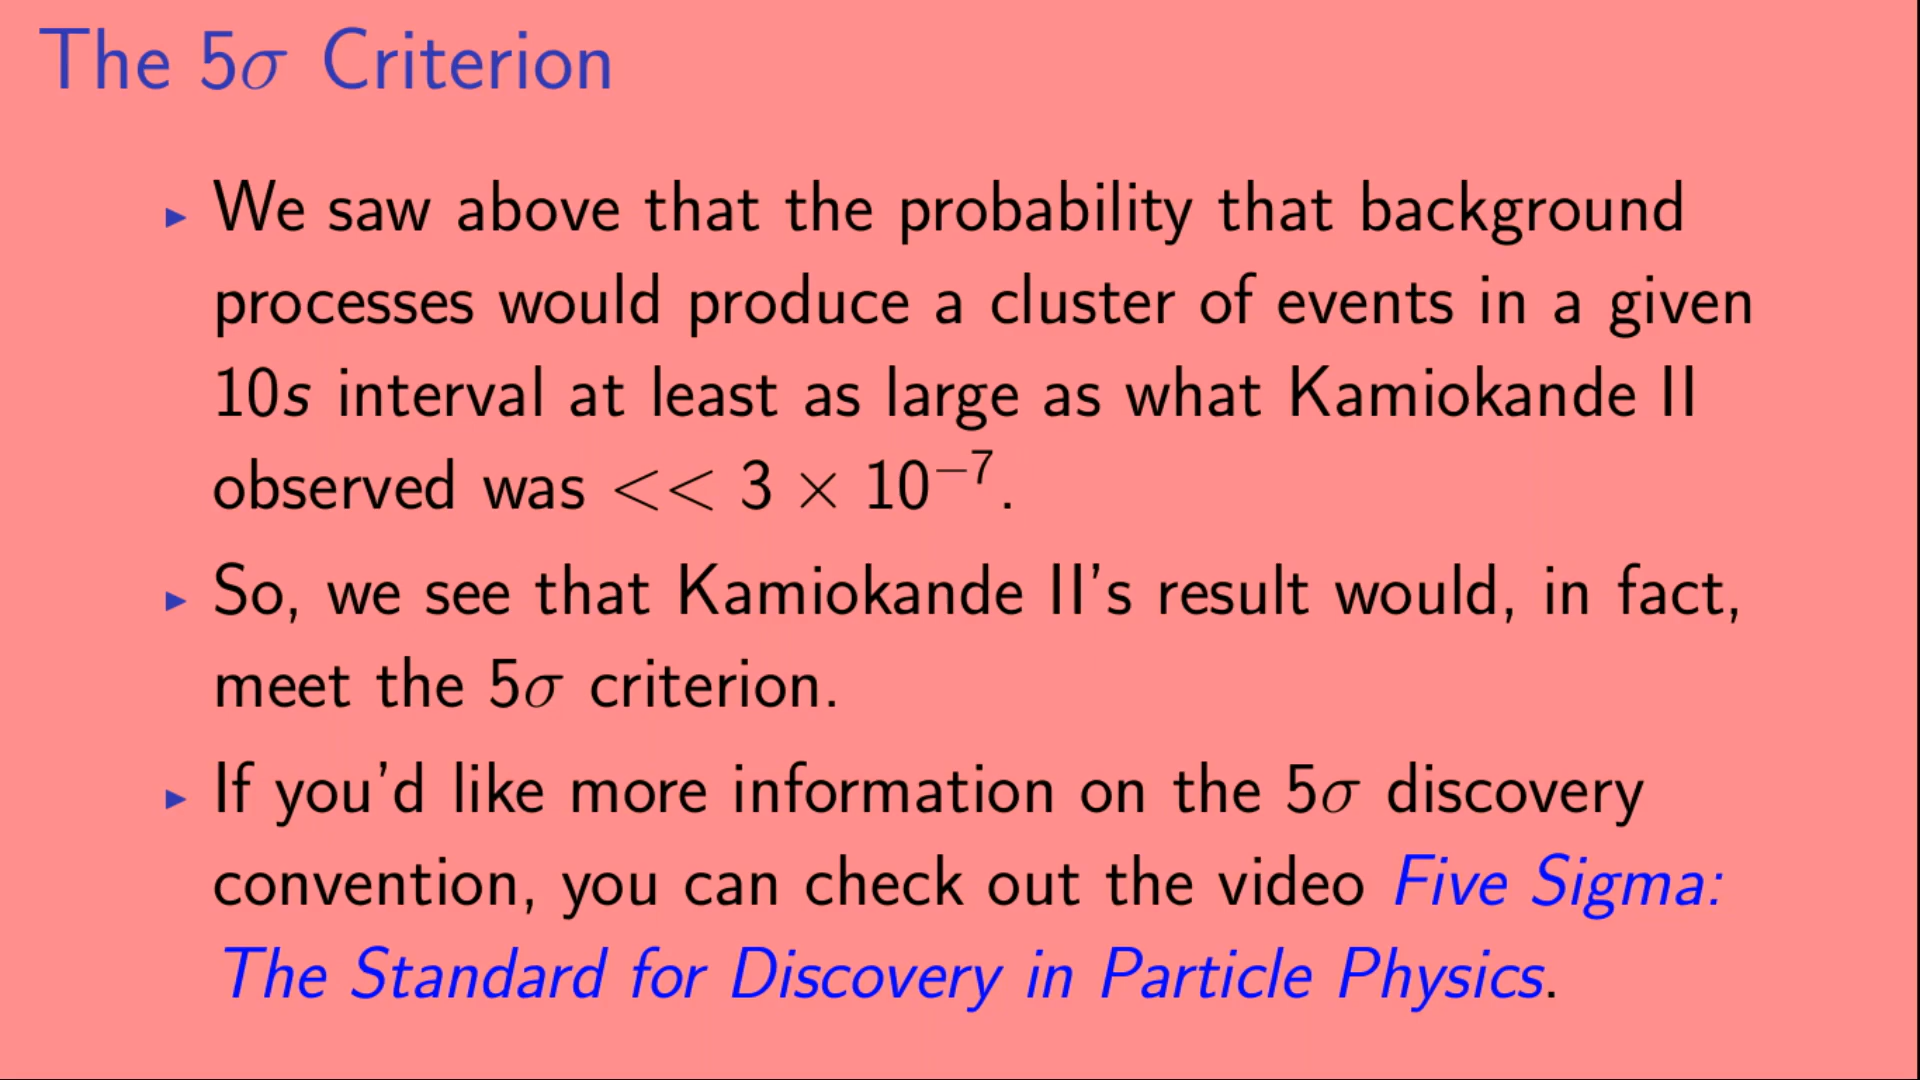 The 5σ Criterion
▶ We saw above that the probability that background
processes would produce a cluster of events in a given
10s interval at least as large as what Kamiokande II
observed was << 3 × 10⁻⁷.
▶ So, we see that Kamiokande II's result would, in fact,
meet the 5σ criterion.
▶ If you'd like more information on the 5σ discovery
convention, you can check out the video Five Sigma:
The Standard for Discovery in Particle Physics.